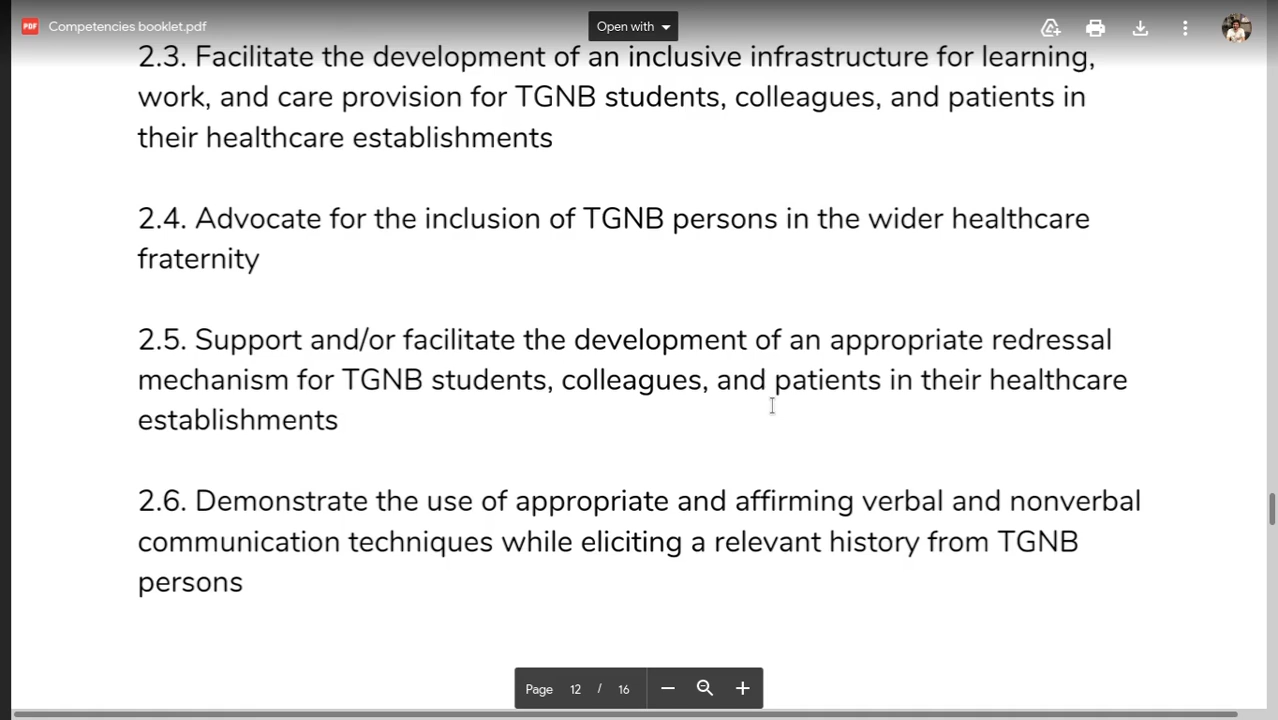 PDF Competencies booklet.pdf
Open with
2.3. Facilitate the development of an inclusive infrastructure for learning,
work, and care provision for TGNB students, colleagues, and patients in
their healthcare establishments
2.4. Advocate for the inclusion of TGNB persons in the wider healthcare
fraternity
2.5. Support and/or facilitate the development of an appropriate redressal
mechanism for TGNB students, colleagues, and patients in their healthcare
establishments
2.6. Demonstrate the use of appropriate and affirming verbal and nonverbal
communication techniques while eliciting a relevant history from TGNB
persons
Page 12 / 16